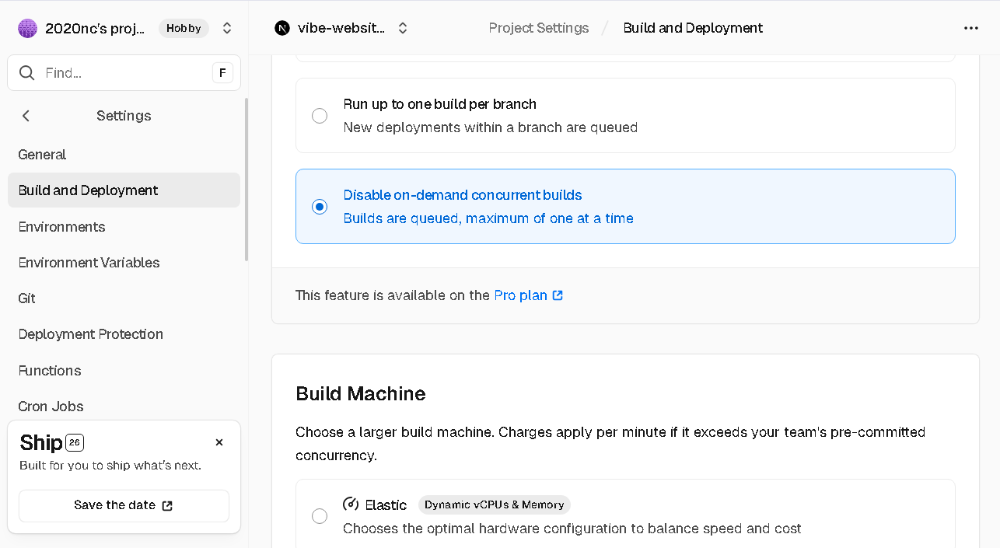 2020nc's proj...
Hobby
vibe-websit...
Project Settings / Build and Deployment
Find...
F
Settings
General
Build and Deployment
Environments
Environment Variables
Git
Deployment Protection
Functions
Cron Jobs
Ship 26
Built for you to ship what's next.
Save the date
Run up to one build per branch
New deployments within a branch are queued
Disable on-demand concurrent builds
Builds are queued, maximum of one at a time
This feature is available on the Pro plan
Build Machine
Choose a larger build machine. Charges apply per minute if it exceeds your team's pre-committed
concurrency.
Elastic Dynamic vCPUs & Memory
Chooses the optimal hardware configuration to balance speed and cost